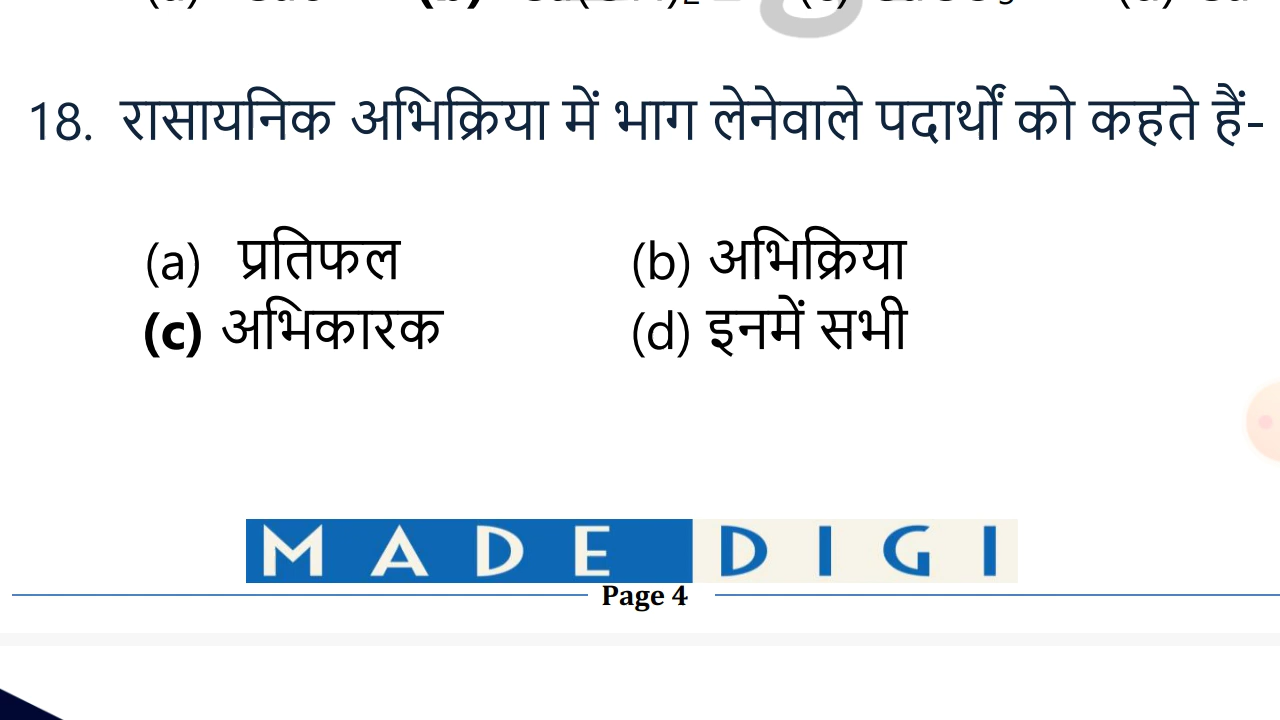 18. रासायनिक अभिक्रिया में भाग लेनेवाले पदार्थों को कहते हैं-
(a) प्रतिफल (b) अभिक्रिया
(c) अभिकारक (d) इनमें सभी
MADE DIGI
Page 4